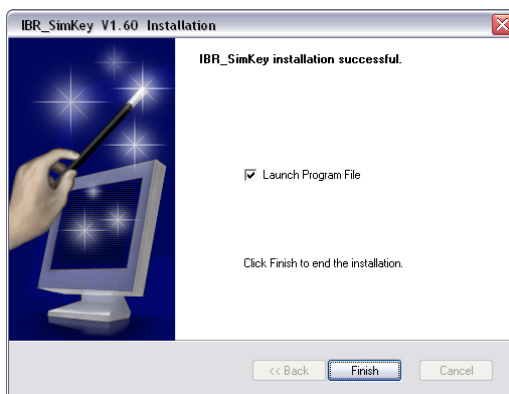 IBR_SimKey V1.60 Installation
IBR_SimKey installation successful.
Launch Program File
Click Finish to end the installation.
<< Back Finish Cancel